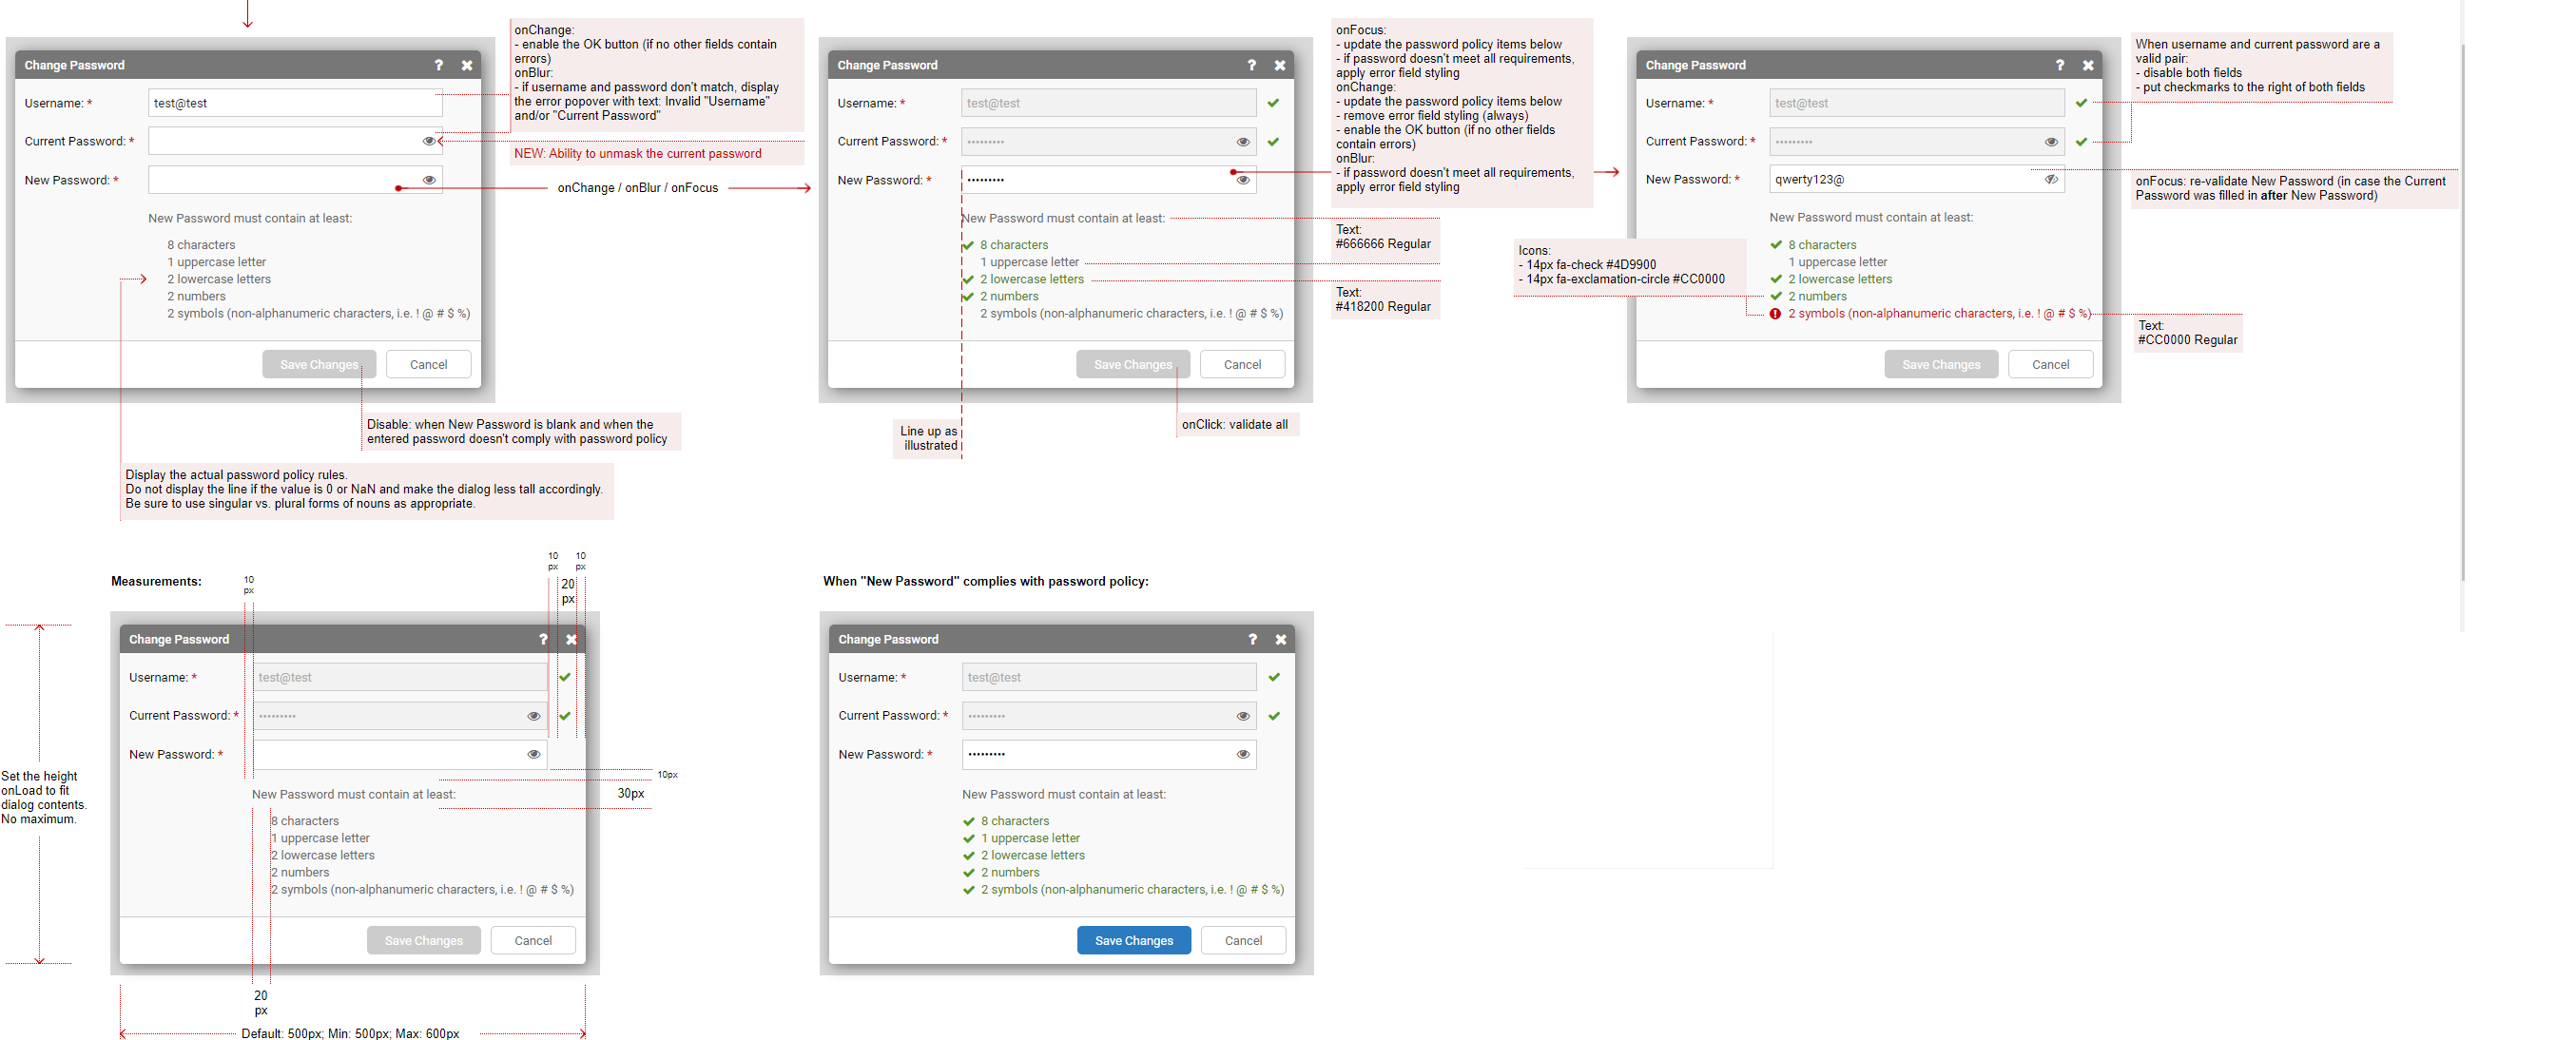 Change Password
?
Username: *
test@test
Current Password: *
New Password: *
New Password must contain at least:
8 characters
1 uppercase letter
2 lowercase letters
2 numbers
2 symbols (non-alphanumeric characters, i.e. ! @ # $ %)
Save Changes
Cancel
onChange:
- enable the OK button (if no other fields contain
errors)
onBlur:
- if username and password don't match, display
the error popover with text: Invalid "Username"
and/or "Current Password"
NEW: Ability to unmask the current password
onChange / onBlur / onFocus
Disable: when New Password is blank and when the
entered password doesn't comply with password policy
Display the actual password policy rules.
Do not display the line if the value is 0 or NaN and make the dialog less tall accordingly.
Be sure to use singular vs. plural forms of nouns as appropriate.
Change Password
?
Username: *
test@test
Current Password: *
•••••••••
New Password: *
•••••••••
New Password must contain at least:
8 characters
1 uppercase letter
2 lowercase letters
2 numbers
2 symbols (non-alphanumeric characters, i.e. ! @ # $ %)
Save Changes
Cancel
onFocus:
- update the password policy items below
- if password doesn't meet all requirements,
apply error field styling
onChange:
- update the password policy items below
- remove error field styling (always)
- enable the OK button (if no other fields
contain errors)
onBlur:
- if password doesn't meet all requirements,
apply error field styling
Text:
#666666 Regular
Text:
#418200 Regular
Line up as
illustrated
onClick: validate all
Change Password
?
Username: *
test@test
Current Password: *
•••••••••
New Password: *
qwerty123@
New Password must contain at least:
8 characters
1 uppercase letter
2 lowercase letters
2 numbers
2 symbols (non-alphanumeric characters, i.e. ! @ # $ %)
Save Changes
Cancel
Icons:
- 14px fa-check #4D9900
- 14px fa-exclamation-circle #CC0000
When username and current password are a
valid pair:
- disable both fields
- put checkmarks to the right of both fields
onFocus: re-validate New Password (in case the Current
Password was filled in after New Password)
Text:
#CC0000 Regular
Measurements:
10
px
10
px
10
px
20
px
Change Password
?
Username: *
test@test
Current Password: *
•••••••••
New Password: *
10px
30px
New Password must contain at least:
8 characters
1 uppercase letter
2 lowercase letters
2 numbers
2 symbols (non-alphanumeric characters, i.e. ! @ # $ %)
Save Changes
Cancel
Set the height
onLoad to fit
dialog contents.
No maximum.
20
px
Default: 500px; Min: 500px; Max: 600px
When "New Password" complies with password policy:
Change Password
?
Username: *
test@test
Current Password: *
•••••••••
New Password: *
•••••••••
New Password must contain at least:
8 characters
1 uppercase letter
2 lowercase letters
2 numbers
2 symbols (non-alphanumeric characters, i.e. ! @ # $ %)
Save Changes
Cancel